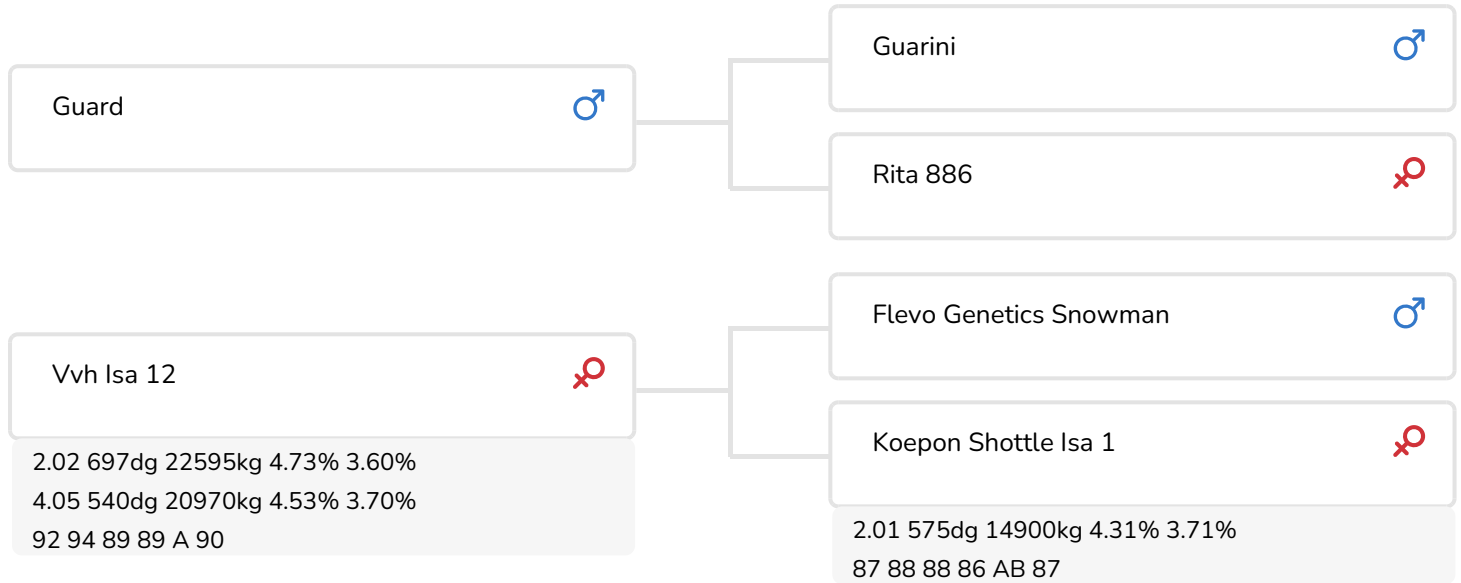 Guard
Vvh Isa 12
2.02 697dg 22595kg 4.73% 3.60%
4.05 540dg 20970kg 4.53% 3.70%
92 94 89 89 A 90
Guarini
Rita 886
Flevo Genetics Snowman
Koepon Shottle Isa 1
2.01 575dg 14900kg 4.31% 3.71%
87 88 88 86 AB 87